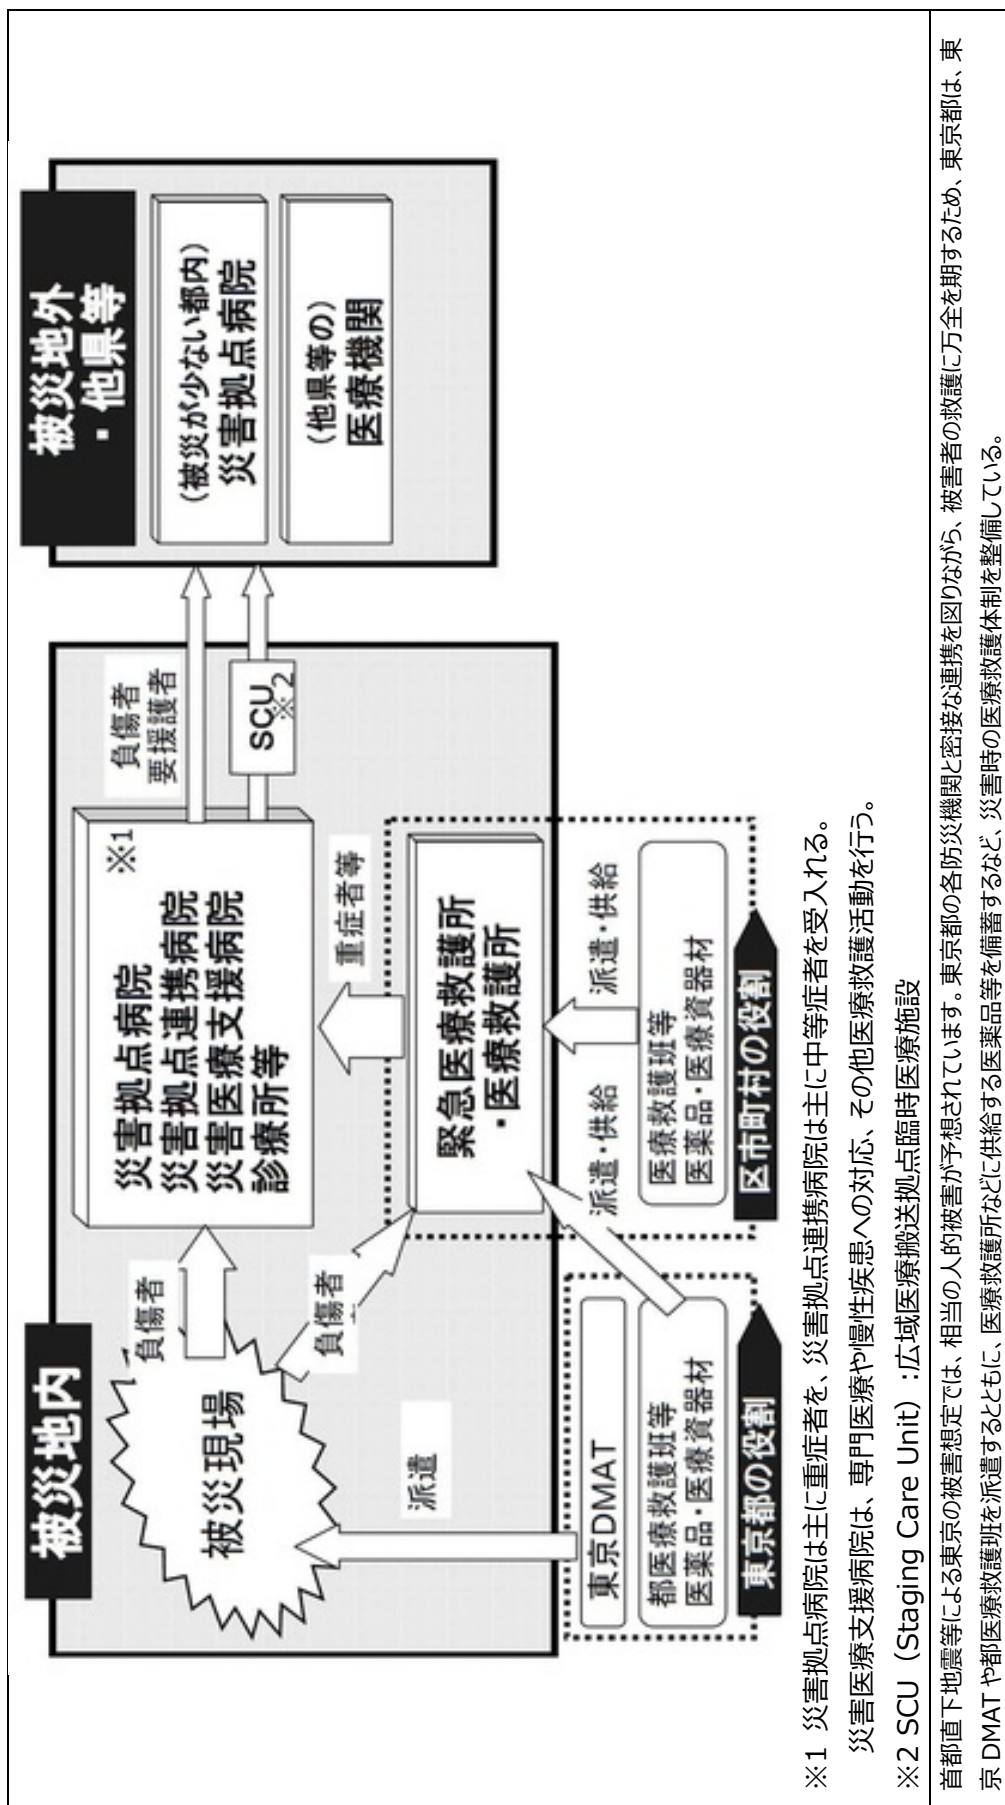 被災地内
被災現場
負傷者
負傷者
派遣
災害拠点病院
災害拠点連携病院
災害医療支援病院
診療所等
※1
重症者等
緊急医療救護所
・医療救護所
派遣・供給
派遣・供給
東京DMAT
都医療救護班等
医薬品・医療資器材
東京都の役割
医療救護班等
医薬品・医療資器材
区市町村の役割
負傷者
要援護者
SCU
※2
被災地外
・他県等
(被災が少ない都内)
災害拠点病院
(他県等の)
医療機関
※1 災害拠点病院は主に重症者を、災害拠点連携病院は主に中等症者を受入れる。
災害医療支援病院は、専門医療や慢性疾患への対応、その他医療救護活動を行う。
※2 SCU（Staging Care Unit）：広域医療搬送拠点臨時医療施設
首都直下地震等による東京の被害想定では、相当の人的被害が予想されています。東京都の各防災機関と密接な連携を図りながら、被害者の救護に万全を期するため、東京都は、東
京 DMAT や都医療救護班を派遣するとともに、医療救護所などに供給する医薬品等を備蓄するなど、災害時の医療救護体制を整備している。